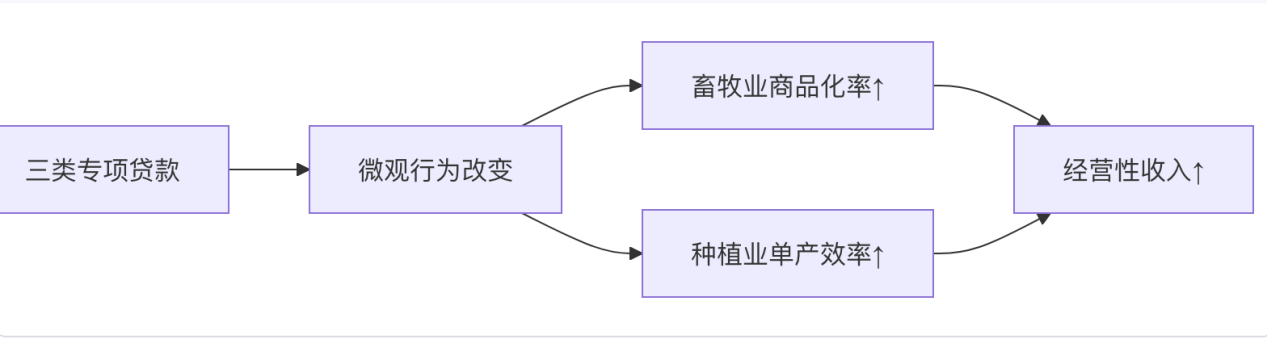 三类专项贷款
微观行为改变
畜牧业商品化率↑
种植业单产效率↑
经营性收入↑